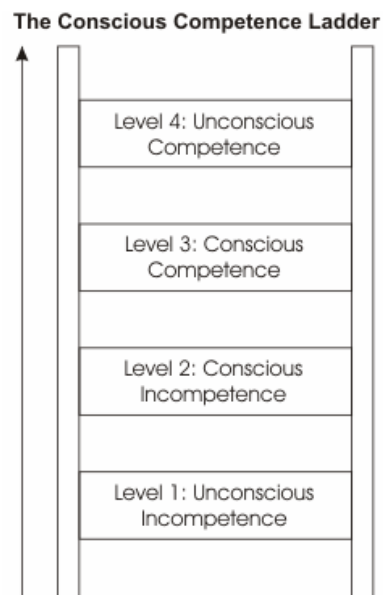 The Conscious Competence Ladder
Level 4: Unconscious
Competence
Level 3: Conscious
Competence
Level 2: Conscious
Incompetence
Level 1: Unconscious
Incompetence